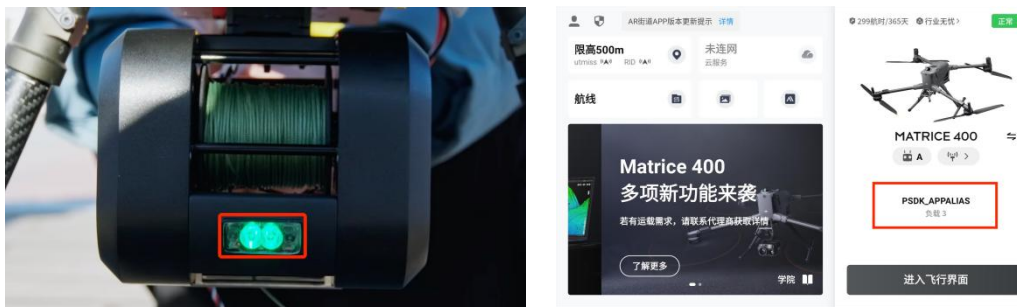 AR街道APP版本更新提示 详情
299航时/365天 行业无忧>
正常
限高500m
utmiss RID
未连网
云服务
航线
MATRICE 400
A
Matrice 400
多项新功能来袭
若有运载需求，请联系代理商获取详情
PSDK_APPALIAS
负载 3
了解更多
学院
进入飞行界面